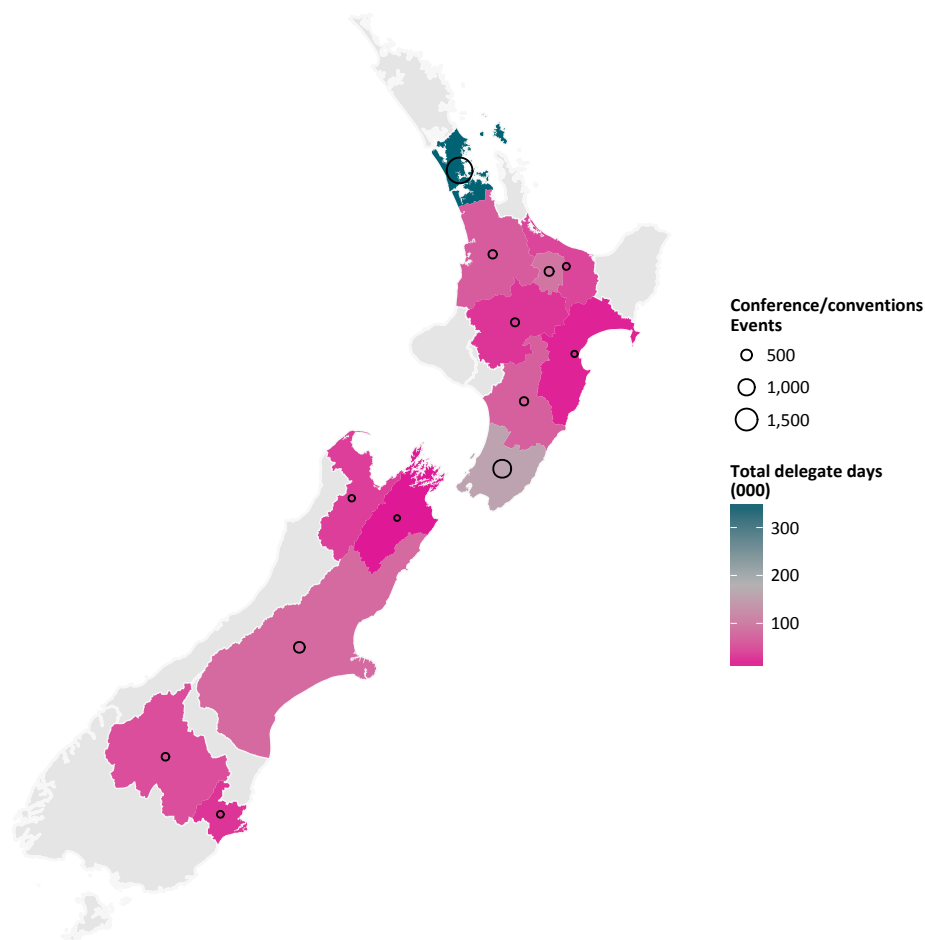 Conference/conventions
Events
500
1,000
1,500
Total delegate days
(000)
300
200
100